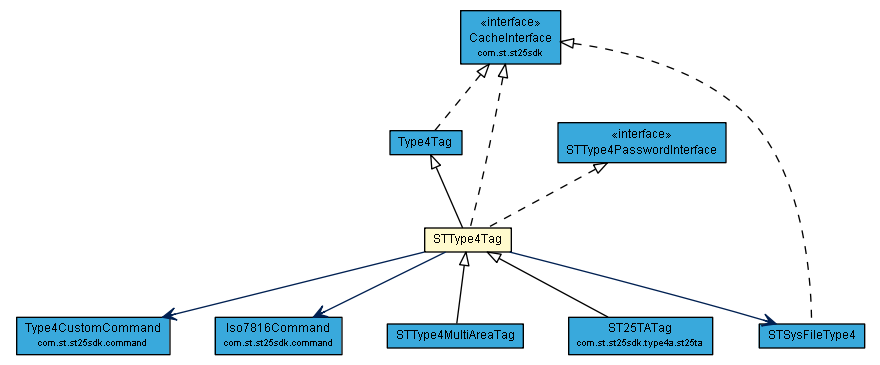 «interface»
CacheInterface
com.st.st25sdk
Type4Tag
«interface»
STType4PasswordInterface
STType4Tag
Type4CustomCommand
com.st.st25sdk.command
Iso7816Command
com.st.st25sdk.command
STType4MultiAreaTag
ST25TATag
com.st.st25sdk.type4a.st25ta
STSysFileType4